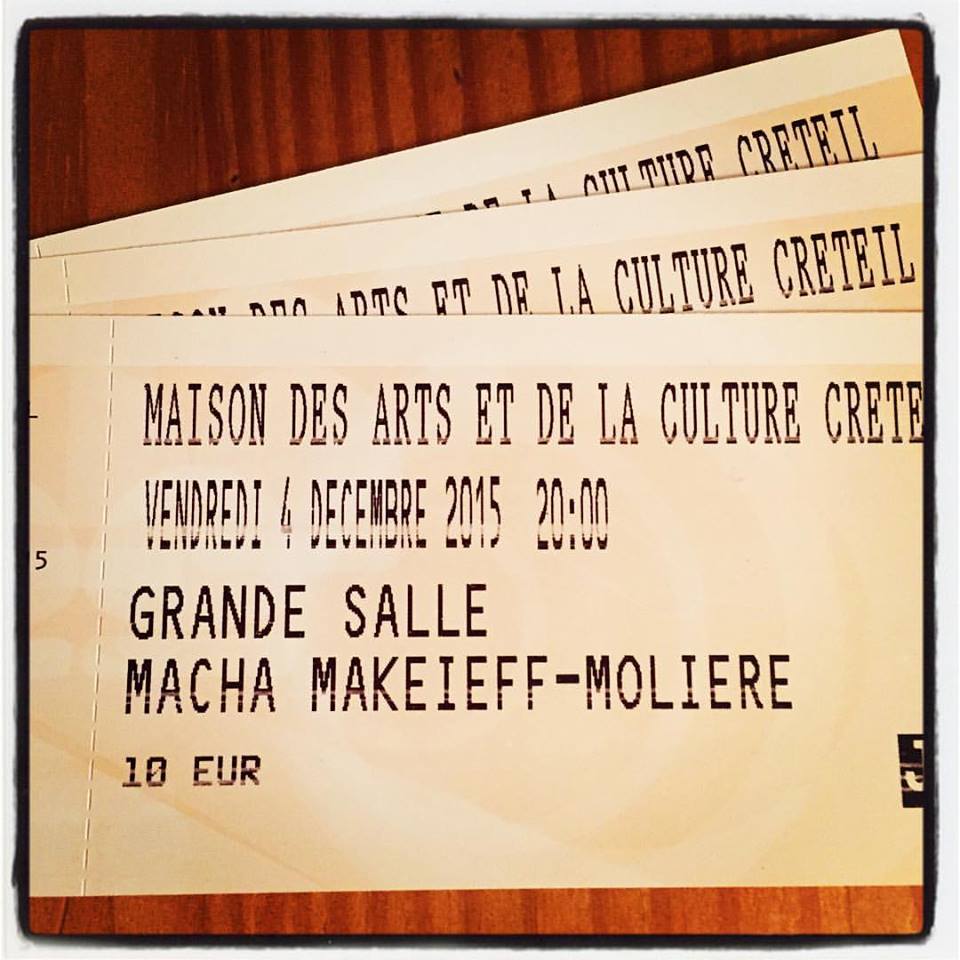 DE LA CULTURE CRETEIL
DES ARTS ET DE LA CULTURE CRETEIL
MAISON DES ARTS ET DE LA CULTURE CRETE
VENDREDI 4 DECEMBRE 2015 20:00
5
GRANDE SALLE
MACHA MAKEIEFF-MOLIERE
10 EUR